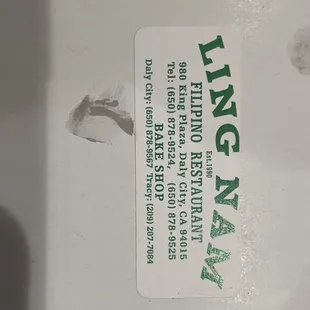 LING NAM
Est.1990
FILIPINO RESTAURANT
980 King Plaza, Daly City, CA 94015
Tel: (650) 878-9524, (650) 878-9525
BAKE SHOP
Daly City: (650) 878-9567 Tracy: (209) 207-7084